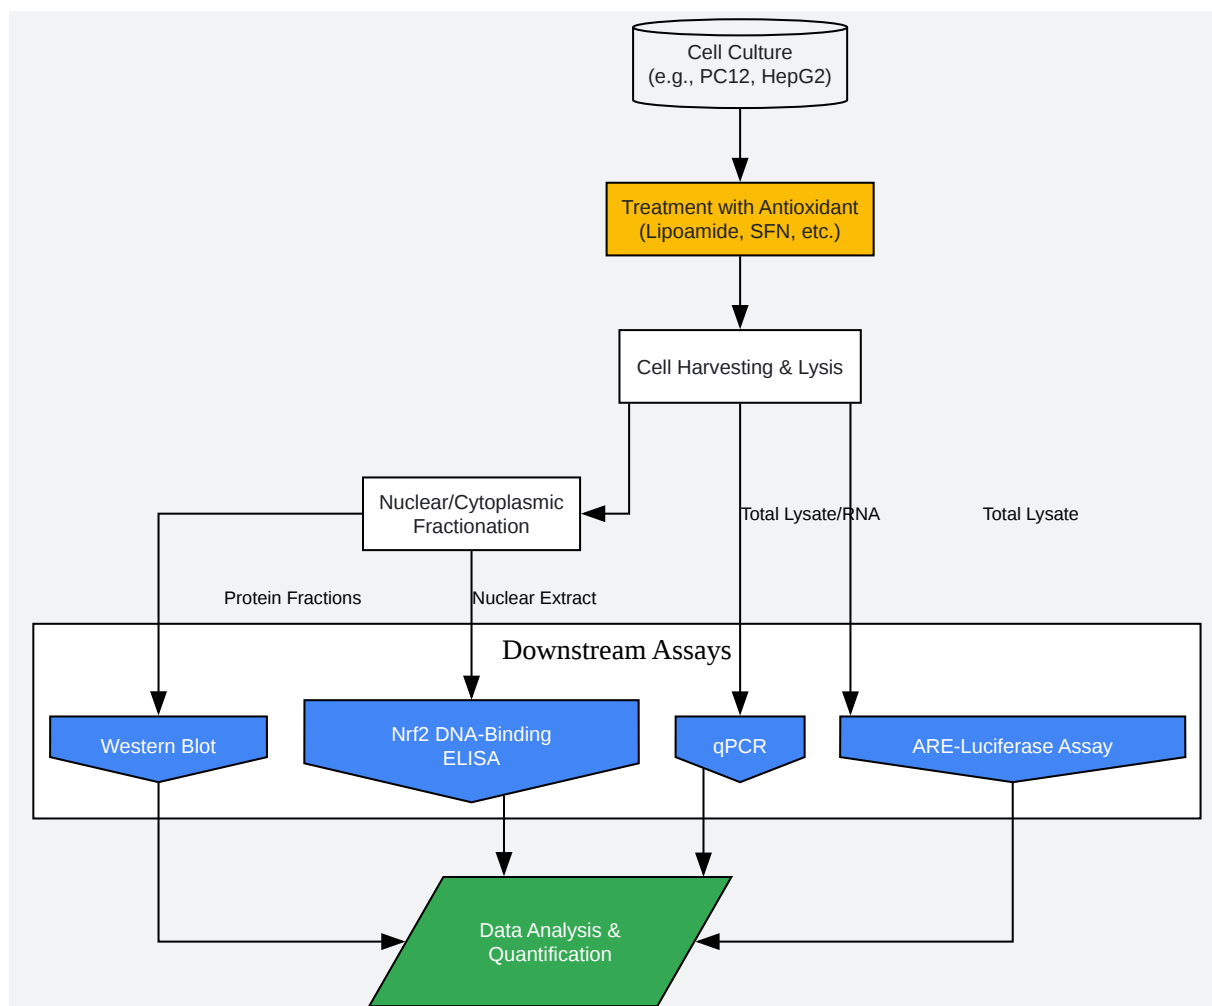 Cell Culture
(e.g., PC12, HepG2)
Treatment with Antioxidant
(Lipoamide, SFN, etc.)
Cell Harvesting & Lysis
Nuclear/Cytoplasmic
Fractionation
Total Lysate/RNA
Total Lysate
Protein Fractions
Nuclear Extract
Downstream Assays
Western Blot
Nrf2 DNA-Binding
ELISA
qPCR
ARE-Luciferase Assay
Data Analysis &
Quantification